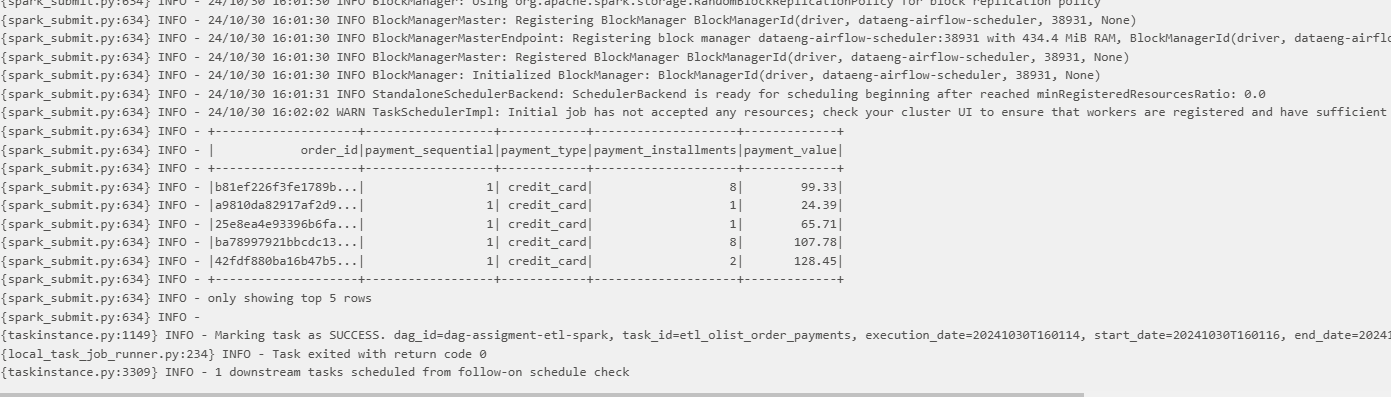 {spark_submit.py:634} INFO - 24/10/30 16:01:30 INFO BlockManager: Using org.apache.spark.storage.RandomBlockReplicationPolicy for block replication policy
{spark_submit.py:634} INFO - 24/10/30 16:01:30 INFO BlockManagerMaster: Registering BlockManager BlockManagerId(driver, dataeng-airflow-scheduler, 38931, None)
{spark_submit.py:634} INFO - 24/10/30 16:01:30 INFO BlockManagerMasterEndpoint: Registering block manager dataeng-airflow-scheduler:38931 with 434.4 MiB RAM, BlockManagerId(driver, dataeng-airflo
{spark_submit.py:634} INFO - 24/10/30 16:01:30 INFO BlockManagerMaster: Registered BlockManager BlockManagerId(driver, dataeng-airflow-scheduler, 38931, None)
{spark_submit.py:634} INFO - 24/10/30 16:01:30 INFO BlockManager: Initialized BlockManager: BlockManagerId(driver, dataeng-airflow-scheduler, 38931, None)
{spark_submit.py:634} INFO - 24/10/30 16:01:31 INFO StandaloneSchedulerBackend: SchedulerBackend is ready for scheduling beginning after reached minRegisteredResourcesRatio: 0.0
{spark_submit.py:634} INFO - 24/10/30 16:02:02 WARN TaskSchedulerImpl: Initial job has not accepted any resources; check your cluster UI to ensure that workers are registered and have sufficient
{spark_submit.py:634} INFO - +--------------------+------------------+------------+--------------------+-------------+
{spark_submit.py:634} INFO - |            order_id|payment_sequential|payment_type|payment_installments|payment_value|
{spark_submit.py:634} INFO - +--------------------+------------------+------------+--------------------+-------------+
{spark_submit.py:634} INFO - |b81ef226f3fe1789b...|                 1| credit_card|                   8|        99.33|
{spark_submit.py:634} INFO - |a9810da82917af2d9...|                 1| credit_card|                   1|        24.39|
{spark_submit.py:634} INFO - |25e8ea4e93396b6fa...|                 1| credit_card|                   1|        65.71|
{spark_submit.py:634} INFO - |ba78997921bbcdc13...|                 1| credit_card|                   8|       107.78|
{spark_submit.py:634} INFO - |42fdf880ba16b47b5...|                 1| credit_card|                   2|       128.45|
{spark_submit.py:634} INFO - +--------------------+------------------+------------+--------------------+-------------+
{spark_submit.py:634} INFO - only showing top 5 rows
{spark_submit.py:634} INFO -
{taskinstance.py:1149} INFO - Marking task as SUCCESS. dag_id=dag-assigment-etl-spark, task_id=etl_olist_order_payments, execution_date=20241030T160114, start_date=20241030T160116, end_date=20241
{local_task_job_runner.py:234} INFO - Task exited with return code 0
{taskinstance.py:3309} INFO - 1 downstream tasks scheduled from follow-on schedule check